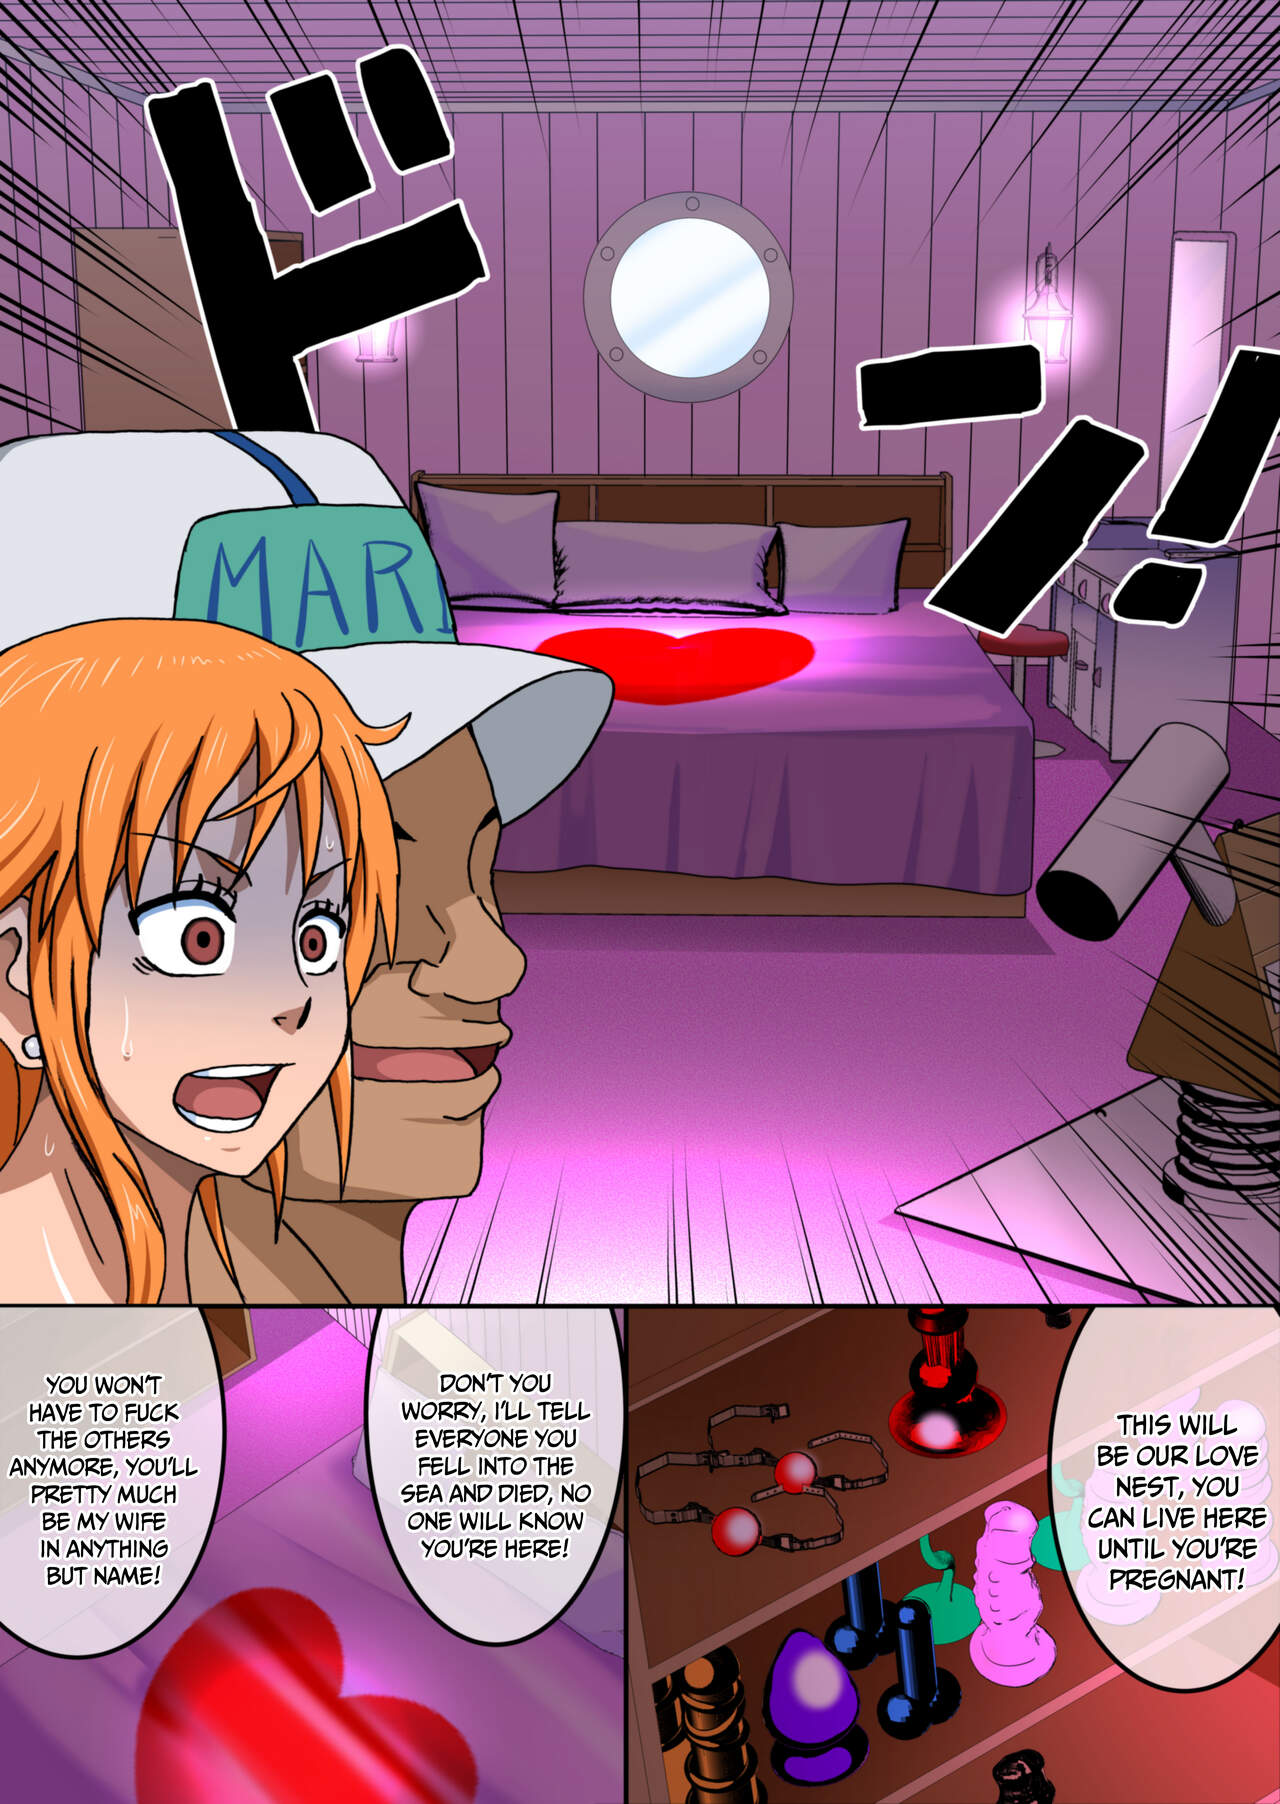 ドーン!!
MARI
THIS WILL
BE OUR LOVE
NEST, YOU
CAN LIVE HERE
UNTIL YOU'RE
PREGNANT!
DON'T YOU
WORRY, I'LL TELL
EVERYONE YOU
FELL INTO THE
SEA AND DIED, NO
ONE WILL KNOW
YOU'RE HERE!
YOU WON'T
HAVE TO FUCK
THE OTHERS
ANYMORE, YOU'LL
PRETTY MUCH
BE MY WIFE
IN ANYTHING
BUT NAME!